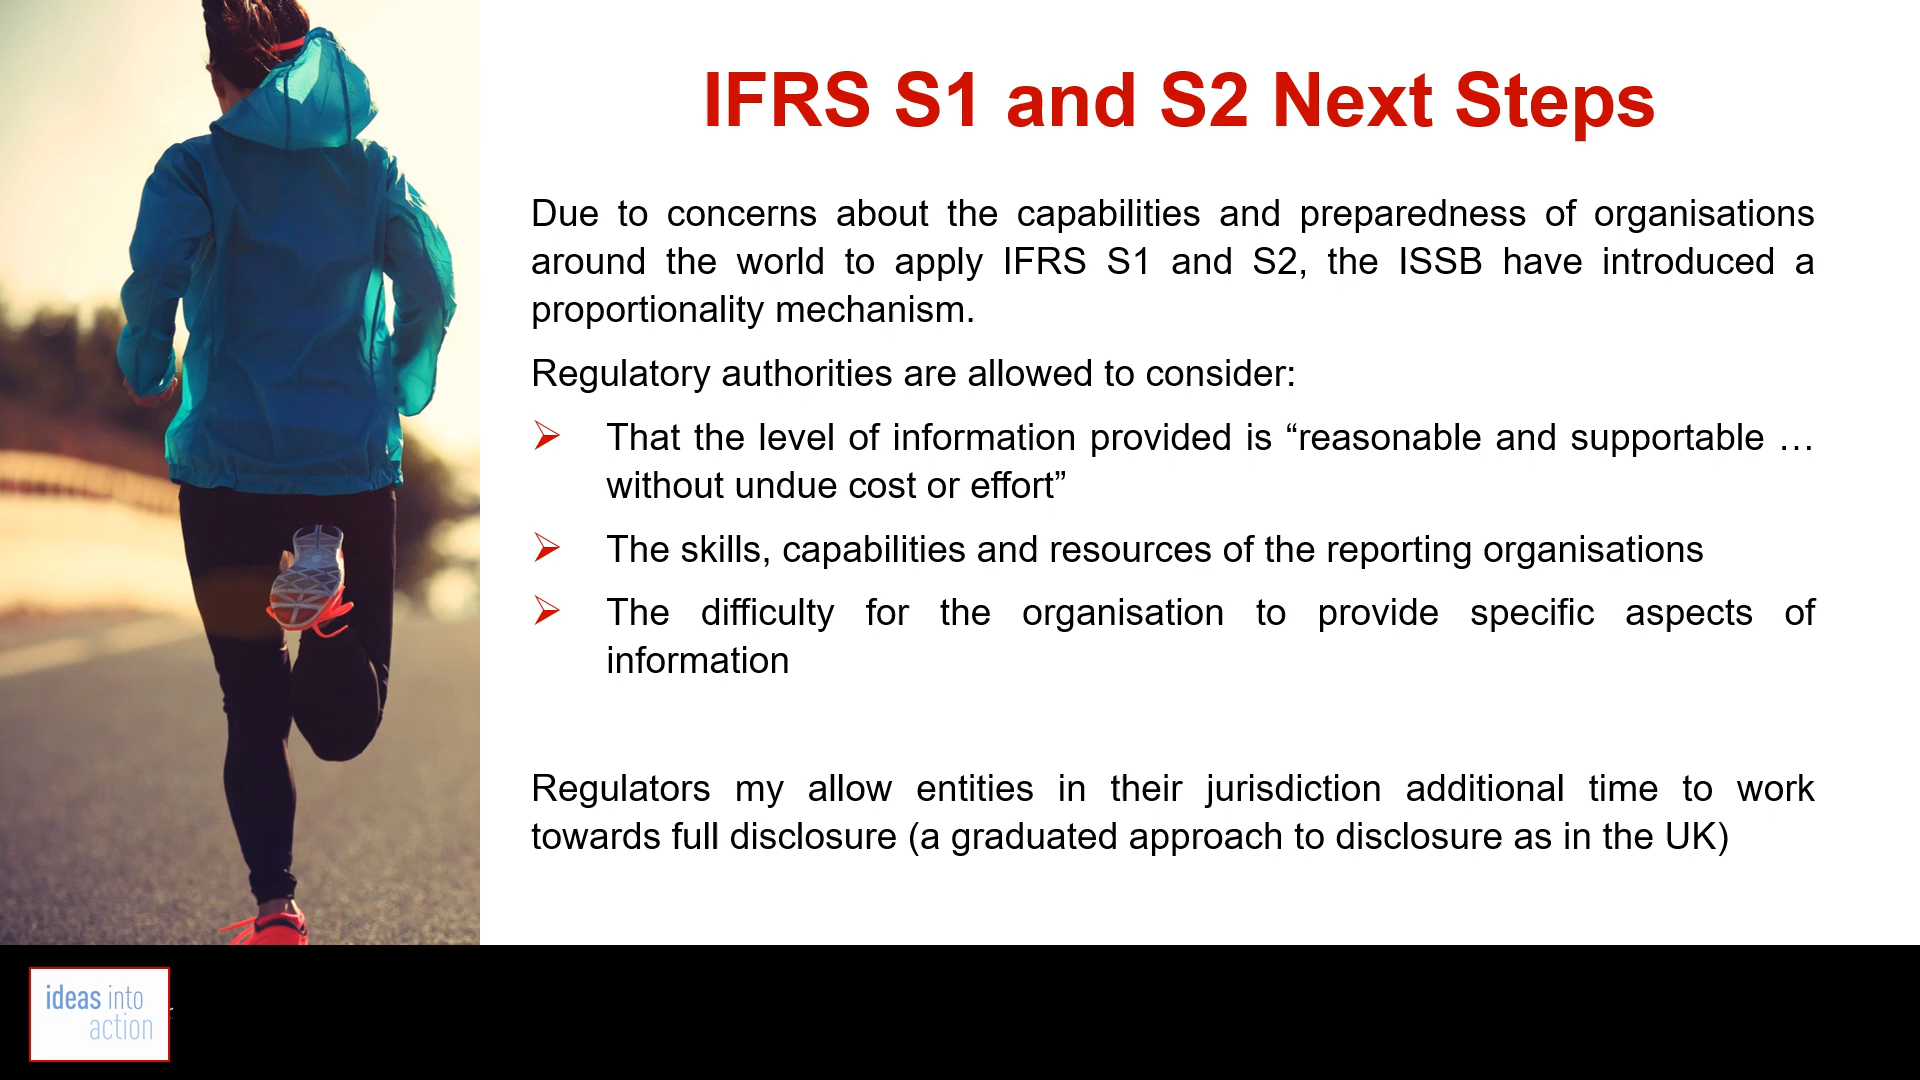 IFRS S1 and S2 Next Steps
Due to concerns about the capabilities and preparedness of organisations
around the world to apply IFRS S1 and S2, the ISSB have introduced a
proportionality mechanism.
Regulatory authorities are allowed to consider:
That the level of information provided is “reasonable and supportable …
without undue cost or effort”
The skills, capabilities and resources of the reporting organisations
The difficulty for the organisation to provide specific aspects of
information
Regulators my allow entities in their jurisdiction additional time to work
towards full disclosure (a graduated approach to disclosure as in the UK)
ideas into
action